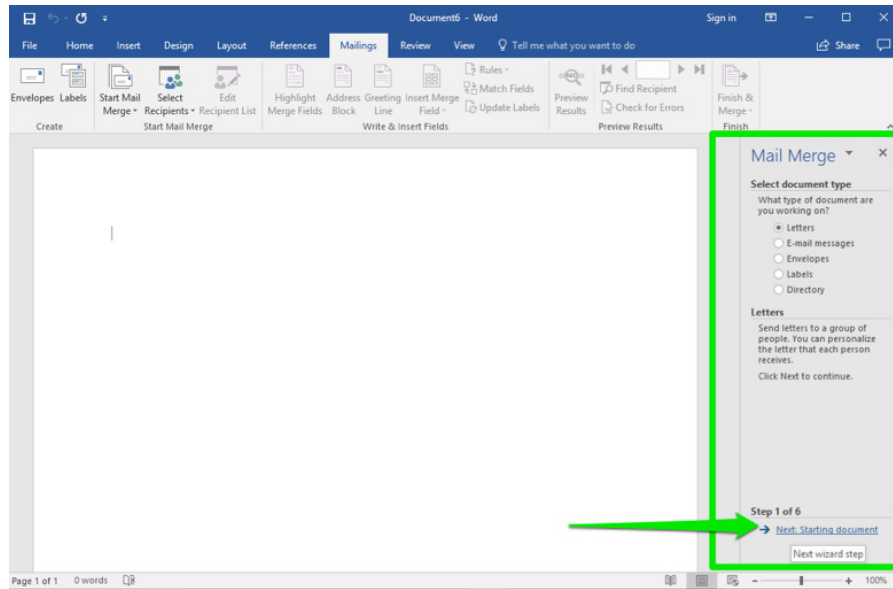 Document6 - Word
Sign in
File Home Insert Design Layout References Mailings Review View Tell me what you want to do Share
Envelopes Labels
Create
Start Mail Merge
Select Recipients
Edit Recipient List
Start Mail Merge
Highlight Merge Fields
Address Block
Greeting Line
Insert Merge Field
Rules
Match Fields
Update Labels
Write & Insert Fields
Preview Results
Find Recipient
Check for Errors
Preview Results
Finish & Merge
Finish
Mail Merge
Select document type
What type of document are
you working on?
Letters
E-mail messages
Envelopes
Labels
Directory
Letters
Send letters to a group of
people. You can personalize
the letter that each person
receives.
Click Next to continue.
Step 1 of 6
Next: Starting document
Next wizard step
Page 1 of 1 0 words 100%